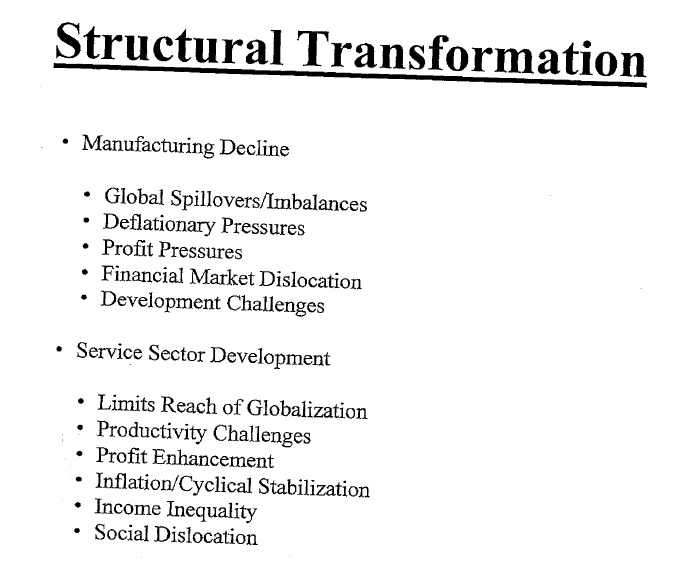 Structural Transformation
• Manufacturing Decline
• Global Spillovers/Imbalances
• Deflationary Pressures
• Profit Pressures
• Financial Market Dislocation
• Development Challenges
• Service Sector Development
• Limits Reach of Globalization
• Productivity Challenges
• Profit Enhancement
• Inflation/Cyclical Stabilization
• Income Inequality
• Social Dislocation